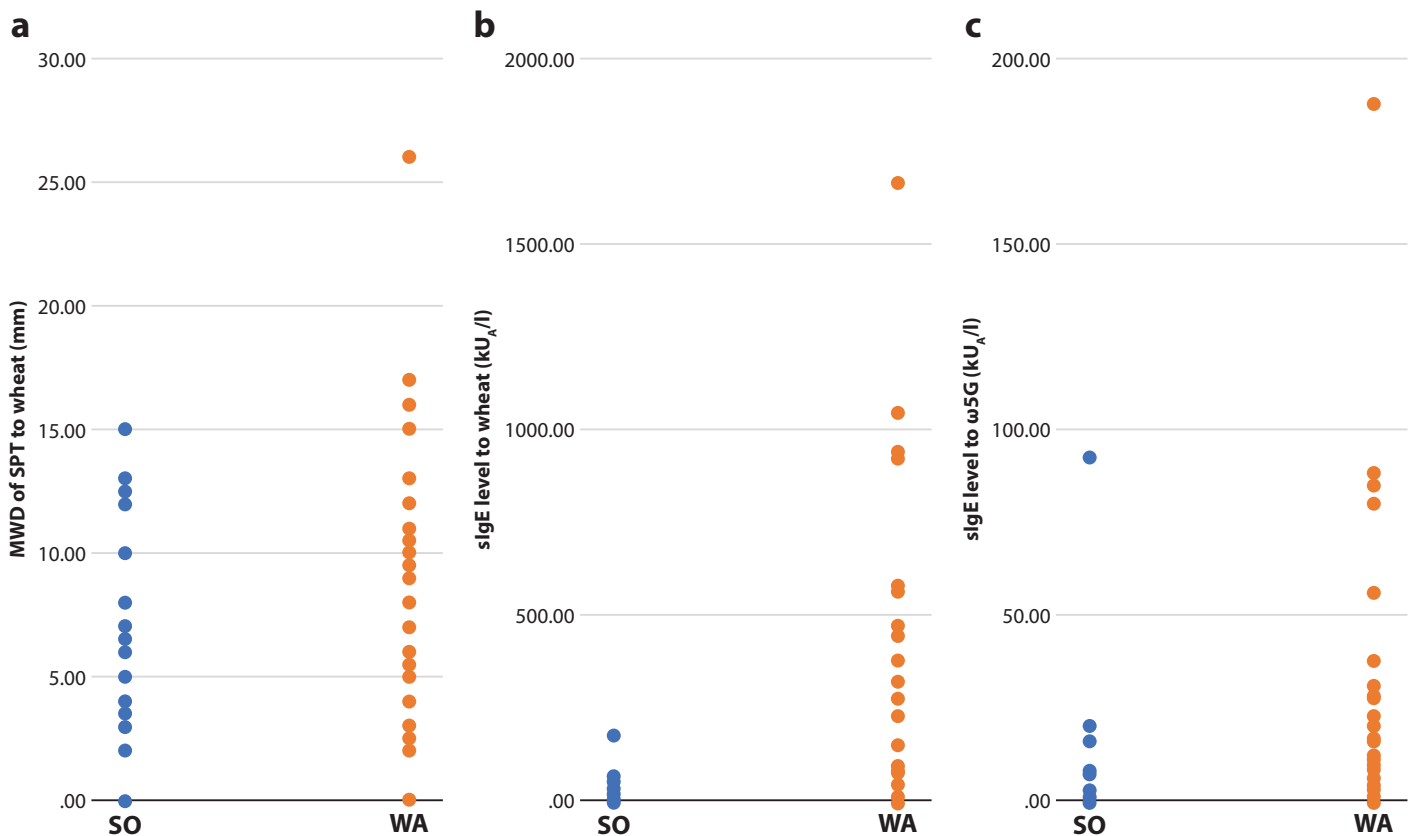 a
30.00
25.00
20.00
15.00
10.00
5.00
.00
MWD of SPT to wheat (mm)
SO
WA
b
2000.00
1500.00
1000.00
500.00
.00
sIgE level to wheat (kU_A/l)
SO
WA
c
200.00
150.00
100.00
50.00
.00
sIgE level to ω5G (kU_A/l)
SO
WA